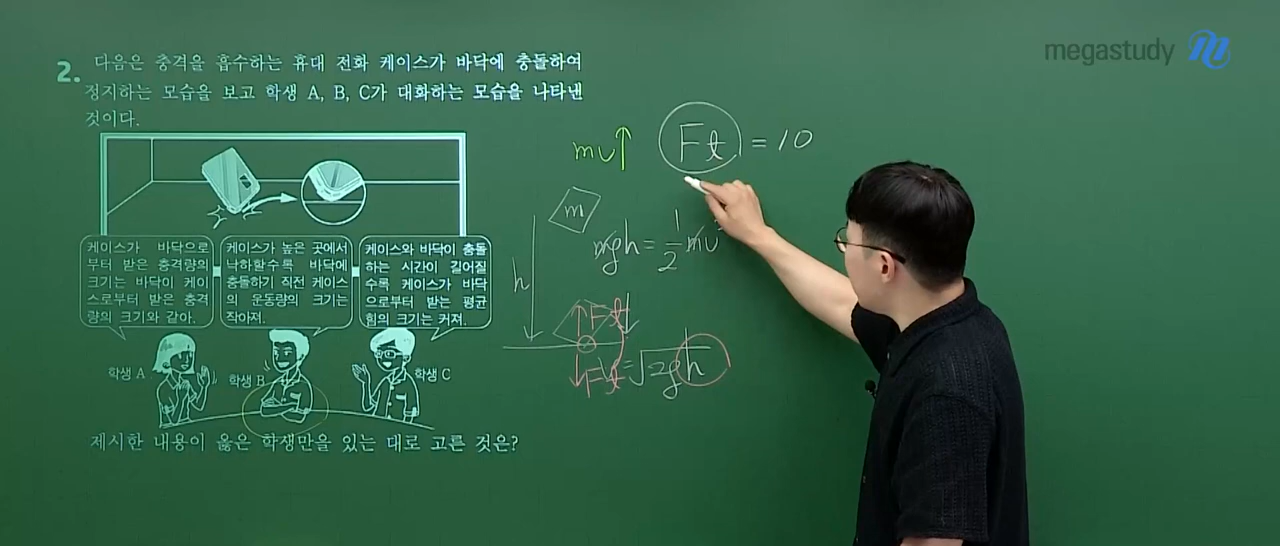 megastudy
2. 다음은 충격을 흡수하는 휴대 전화 케이스가 바닥에 충돌하여
정지하는 모습을 보고 학생 A, B, C가 대화하는 모습을 나타낸
것이다.
케이스가 바닥으로
부터 받은 충격량의
크기는 바닥이 케이
스로부터 받은 충격
량의 크기와 같아.
케이스가 높은 곳에서
낙하할수록 바닥에
충돌하기 직전 케이스
의 운동량의 크기는
작아져.
케이스와 바닥이 충돌
하는 시간이 길어질
수록 케이스가 바닥
으로부터 받는 평균
힘의 크기는 커져.
학생 A
학생 B
학생 C
제시한 내용이 옳은 학생만을 있는 대로 고른 것은?
mv↑
Ft = 10
m
h
mgh = 1/2 mv²
↑Ft
↓Ft
v = √2gh